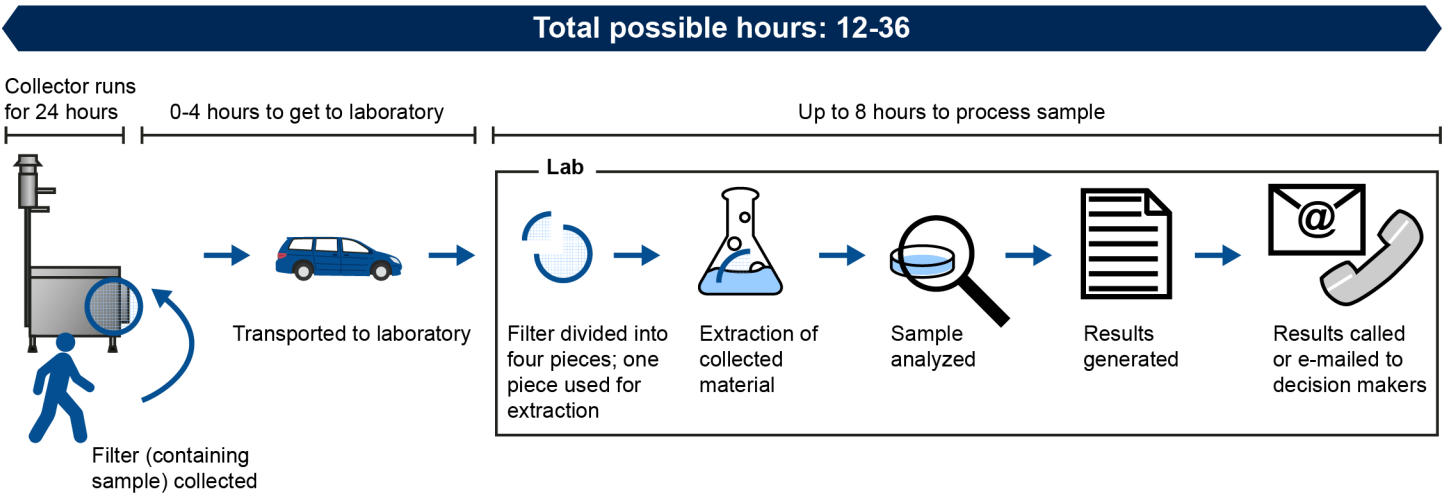 Total possible hours: 12-36
Collector runs
for 24 hours
0-4 hours to get to laboratory
Up to 8 hours to process sample
Lab
@
Transported to laboratory
Filter divided into
four pieces; one
piece used for
extraction
Extraction of
collected
material
Sample
analyzed
Results
generated
Results called
or e-mailed to
decision makers
Filter (containing
sample) collected